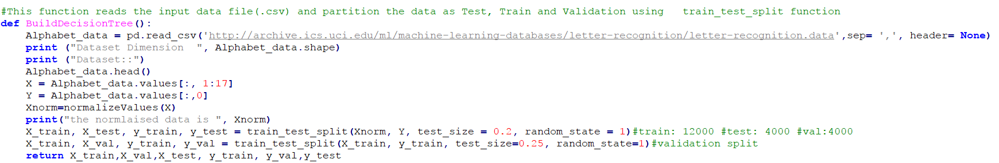 #This function reads the input data file(.csv) and partition the data as Test, Train and Validation using   train_test_split function
def BuildDecisionTree():
    Alphabet_data = pd.read_csv('http://archive.ics.uci.edu/ml/machine-learning-databases/letter-recognition/letter-recognition.data',sep= ',', header= None)
    print ("Dataset Dimension  ", Alphabet_data.shape)
    print ("Dataset::")
    Alphabet_data.head()
    X = Alphabet_data.values[:, 1:17]
    Y = Alphabet_data.values[:,0]
    Xnorm=normalizeValues(X)
    print("the normlaised data is ", Xnorm)
    X_train, X_test, y_train, y_test = train_test_split(Xnorm, Y, test_size = 0.2, random_state = 1)#train: 12000 #test: 4000 #val:4000
    X_train, X_val, y_train, y_val = train_test_split(X_train, y_train, test_size=0.25, random_state=1)#validation split
    return X_train,X_val,X_test, y_train, y_val,y_test